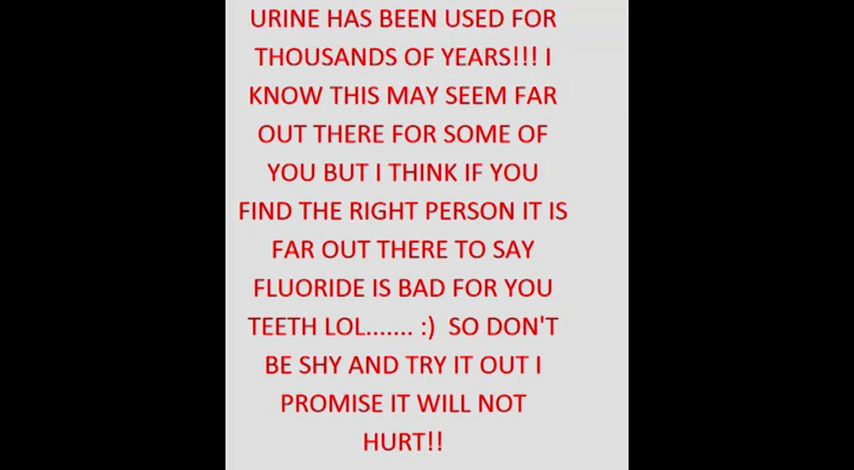 URINE HAS BEEN USED FOR
THOUSANDS OF YEARS!!! I
KNOW THIS MAY SEEM FAR
OUT THERE FOR SOME OF
YOU BUT I THINK IF YOU
FIND THE RIGHT PERSON IT IS
FAR OUT THERE TO SAY
FLUORIDE IS BAD FOR YOU
TEETH LOL....... :)  SO DON'T
BE SHY AND TRY IT OUT I
PROMISE IT WILL NOT
HURT!!